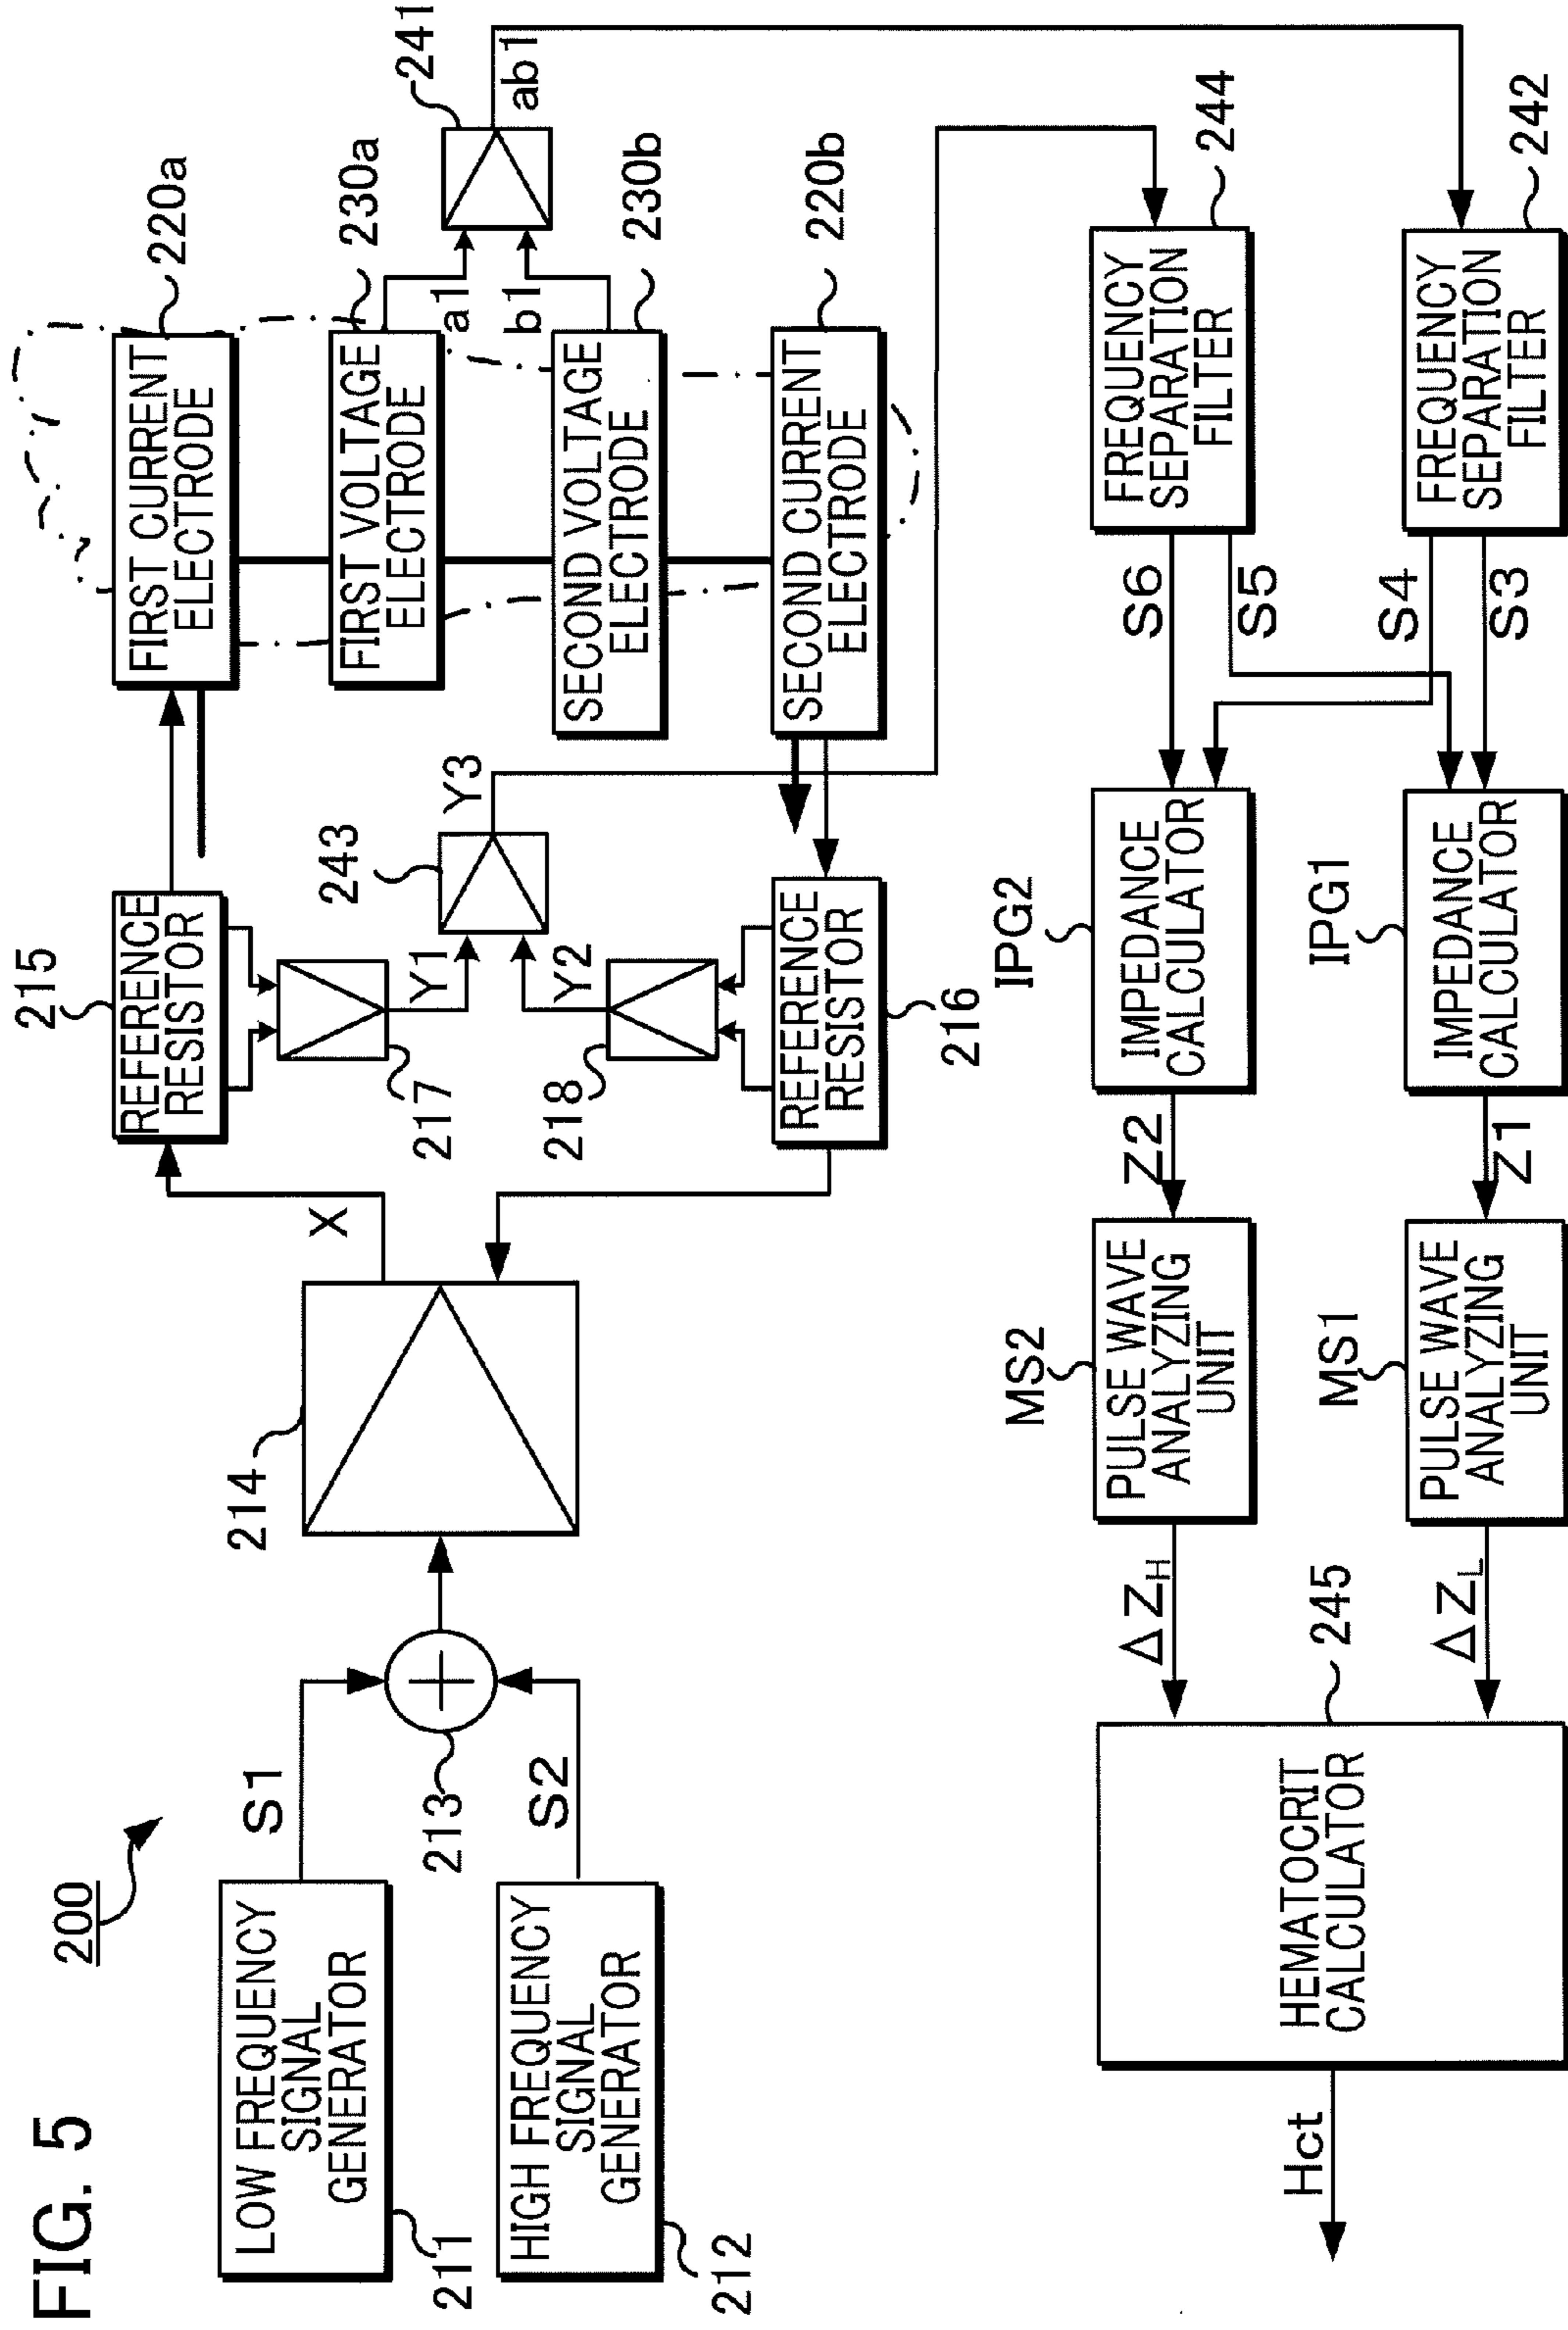 FIG. 5
200
LOW FREQUENCY
SIGNAL
GENERATOR
211
HIGH FREQUENCY
SIGNAL
GENERATOR
212
S1
S2
213
214
X
215
REFERENCE
RESISTOR
217
Y1
218
Y2
REFERENCE
RESISTOR
216
243
Y3
FIRST CURRENT
ELECTRODE
220a
FIRST VOLTAGE
ELECTRODE
230a
SECOND VOLTAGE
ELECTRODE
230b
SECOND CURRENT
ELECTRODE
220b
a1
b1
241
ab1
FREQUENCY
SEPARATION
FILTER
244
FREQUENCY
SEPARATION
FILTER
242
S6
S5
S4
S3
IPG2
IMPEDANCE
CALCULATOR
IPG1
IMPEDANCE
CALCULATOR
Z2
Z1
MS2
PULSE WAVE
ANALYZING
UNIT
MS1
PULSE WAVE
ANALYZING
UNIT
ΔZH
ΔZL
245
HEMATOCRIT
CALCULATOR
Hct